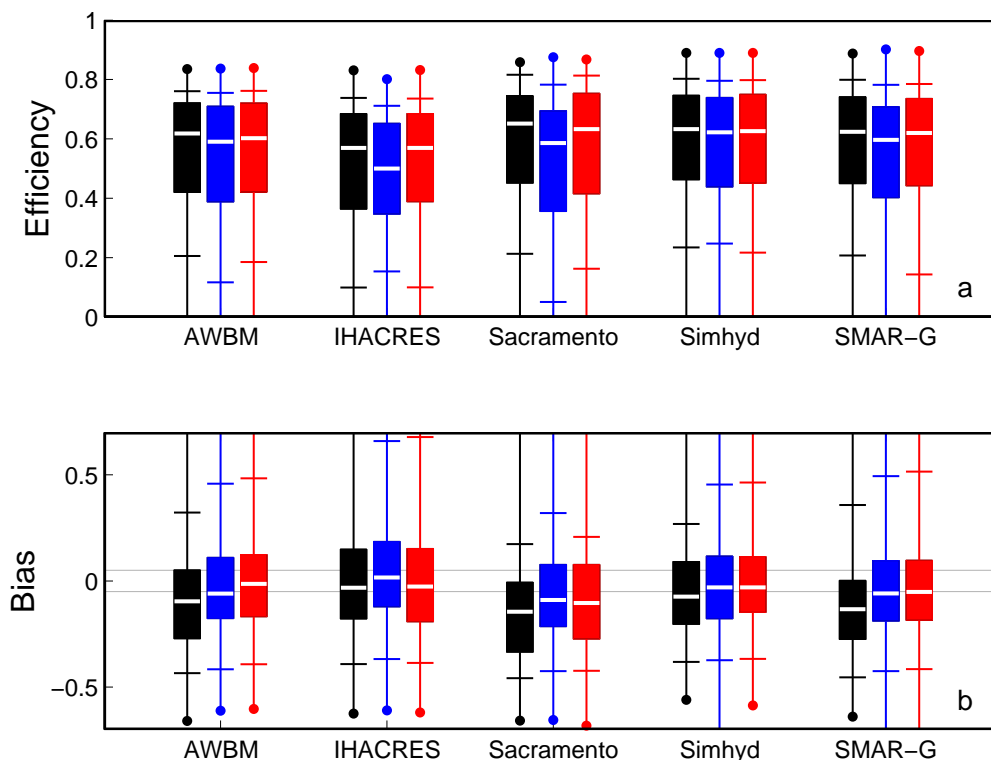 1
0.8
0.6
0.4
0.2
0
Efficiency
a
AWBM IHACRES Sacramento Simhyd SMAR−G
0.5
0
−0.5
Bias
b
AWBM IHACRES Sacramento Simhyd SMAR−G